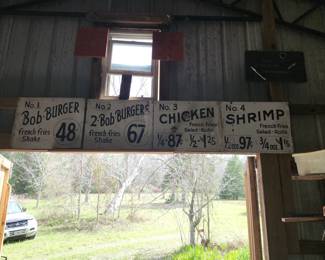 No. 1
Bob-BURGER
French Fries
Shake
48
No. 2
2-Bob-BURGERS
French Fries
Shake
67
No. 3
CHICKEN
French Fries
Salad - Rolls
1/4-87¢ 1/2-$1.25
No. 4
SHRIMP
French Fries
Salad - Rolls
1/2 DOZ 97¢ 3/4 DOZ